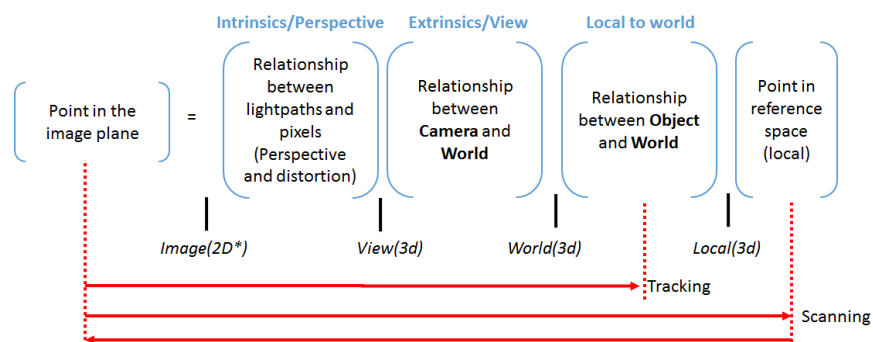 Intrinsics/Perspective
Extrinsics/View
Local to world
Point in the
image plane
=
Relationship
between
lightpaths and
pixels
(Perspective
and distortion)
Relationship
between
Camera and
World
Relationship
between Object
and World
Point in
reference
space
(local)
Image(2D*)
View(3d)
World(3d)
Local(3d)
Tracking
Scanning